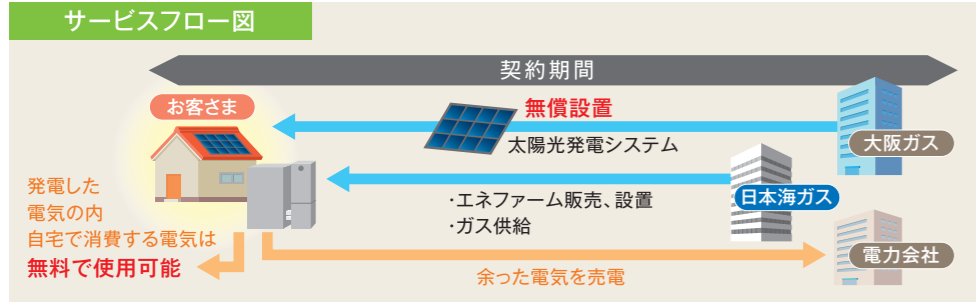 サービスフロー図
契約期間
お客さま
無償設置
太陽光発電システム
大阪ガス
・エネファーム販売、設置
・ガス供給
日本海ガス
発電した
電気の内
自宅で消費する電気は
無料で使用可能
余った電気を売電
電力会社